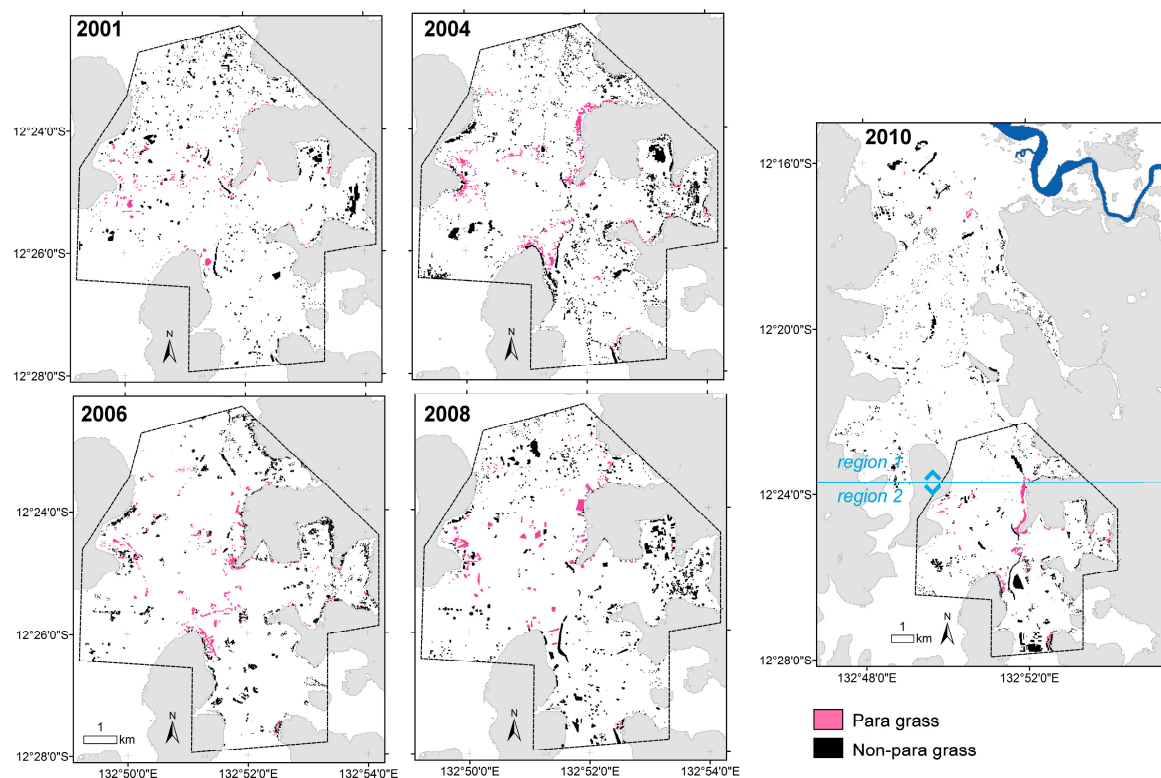 2001
12°24'0"S
12°26'0"S
12°28'0"S
N
2004
N
2006
12°24'0"S
12°26'0"S
12°28'0"S
1
km
N
132°50'0"E
132°52'0"E
132°54'0"E
2008
N
132°50'0"E
132°52'0"E
132°54'0"E
2010
12°16'0"S
12°20'0"S
12°24'0"S
12°28'0"S
region 1
region 2
1
km
N
132°48'0"E
132°52'0"E
Para grass
Non-para grass